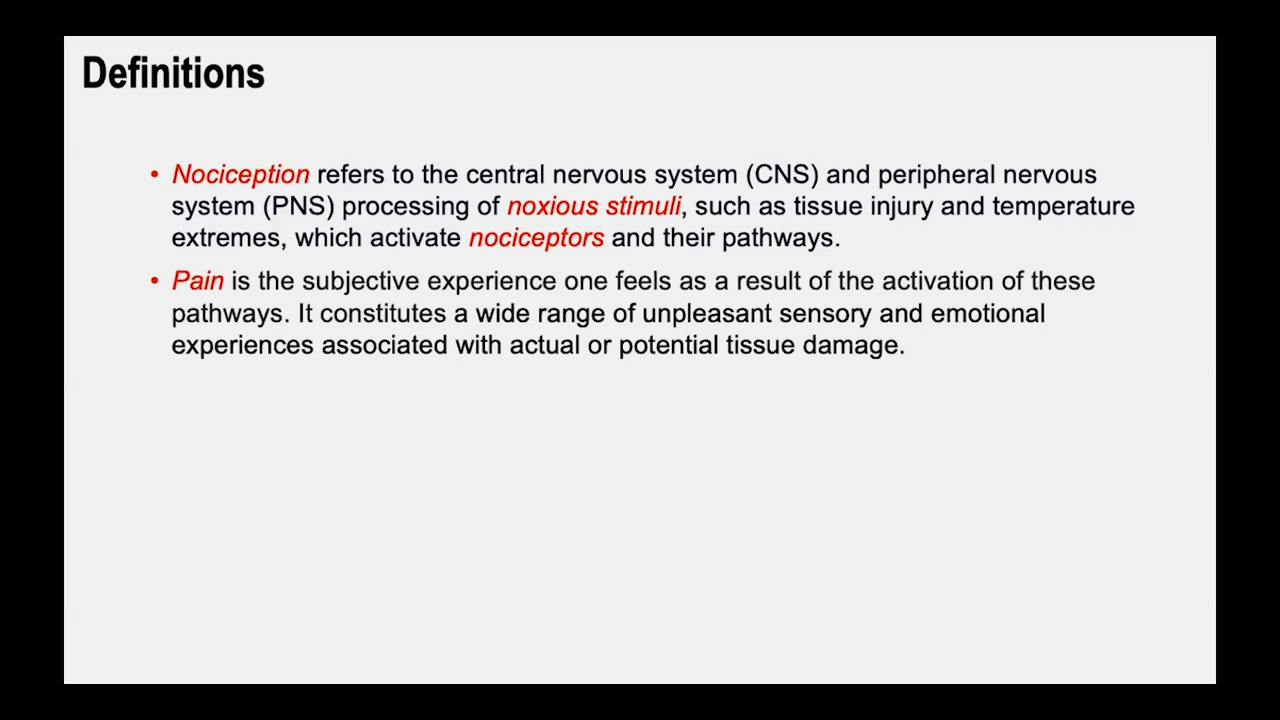 Definitions
• Nociception refers to the central nervous system (CNS) and peripheral nervous
system (PNS) processing of noxious stimuli, such as tissue injury and temperature
extremes, which activate nociceptors and their pathways.
• Pain is the subjective experience one feels as a result of the activation of these
pathways. It constitutes a wide range of unpleasant sensory and emotional
experiences associated with actual or potential tissue damage.